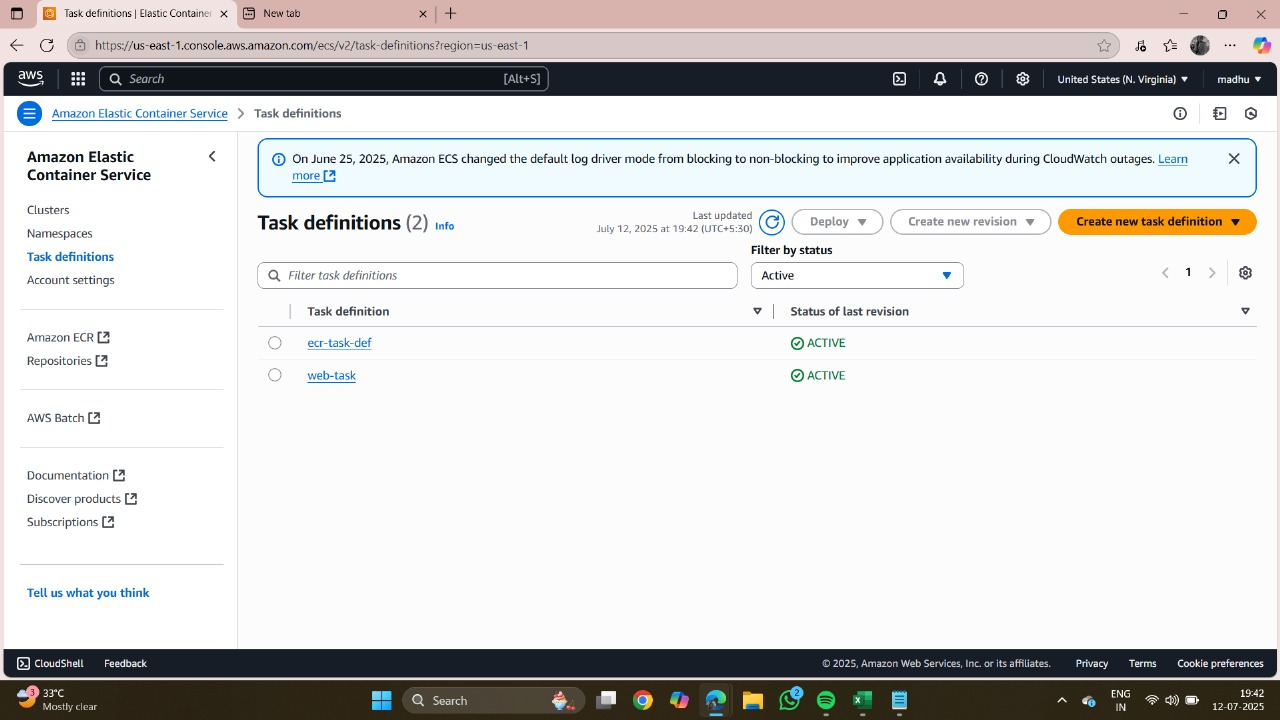 Task definitions | Elastic Container
New tab
https://us-east-1.console.aws.amazon.com/ecs/v2/task-definitions?region=us-east-1
aws
Search [Alt+S]
United States (N. Virginia)
madhu
Amazon Elastic Container Service > Task definitions
Amazon Elastic
Container Service
Clusters
Namespaces
Task definitions
Account settings
Amazon ECR
Repositories
AWS Batch
Documentation
Discover products
Subscriptions
Tell us what you think
On June 25, 2025, Amazon ECS changed the default log driver mode from blocking to non-blocking to improve application availability during CloudWatch outages. Learn
more
Task definitions (2) Info
Last updated
July 12, 2025 at 19:42 (UTC+5:30)
Deploy
Create new revision
Create new task definition
Filter by status
Filter task definitions
Active
1
Task definition
Status of last revision
ecr-task-def
ACTIVE
web-task
ACTIVE
CloudShell
Feedback
© 2025, Amazon Web Services, Inc. or its affiliates.
Privacy
Terms
Cookie preferences
3
33°C
Mostly clear
Search
2
ENG
IN
19:42
12-07-2025